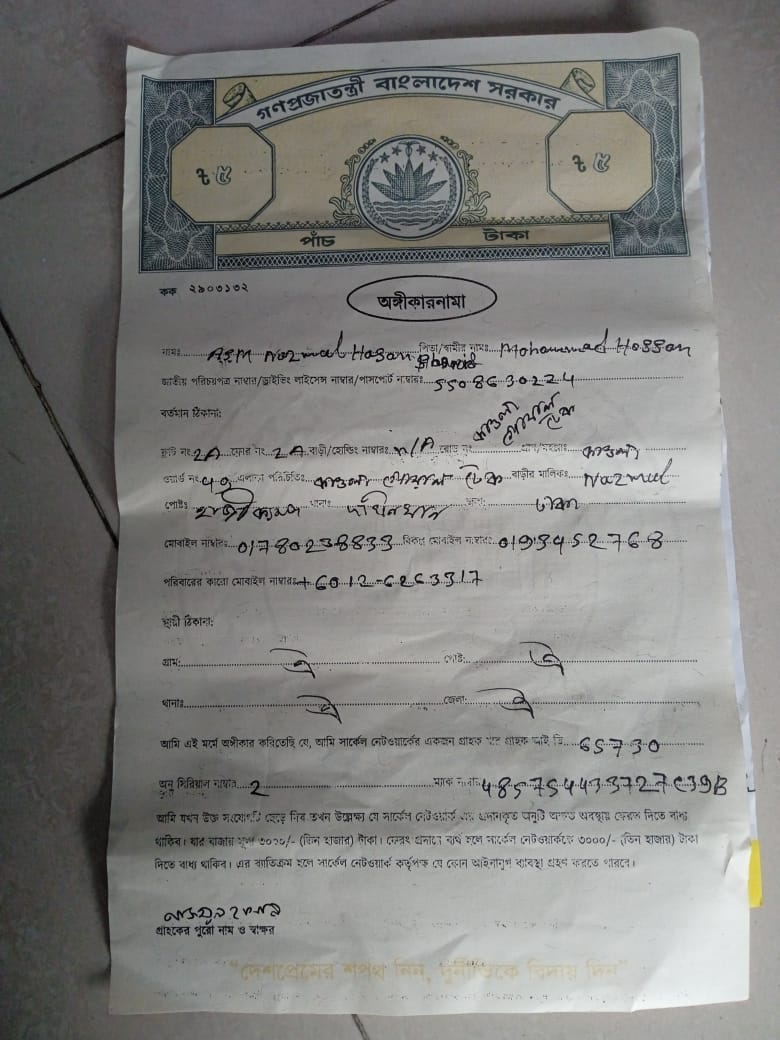 গণপ্রজাতন্ত্রী বাংলাদেশ সরকার
৳ ৫ ৳ ৫
পাঁচ টাকা
কক ২৯০৩১৩২
অঙ্গীকারনামা
নামঃ Nazmul Hasan পিতা/স্বামীর নামঃ Mohammad Hossan
জাতীয় পরিচয়পত্র নাম্বার/ড্রাইভিং লাইসেন্স নাম্বার/পাসপোর্ট নাম্বারঃ 5508630224
বর্তমান ঠিকানা:
ফ্লাট নং 2A ফ্লোর নং 2A বাড়ী/হোল্ডিং নাম্বারঃ N/A রোড নং কাওলা
ওয়ার্ড নং এলাকা পরিচিতিঃ কাওলা টেক বাড়ীর মালিকঃ Nazmul
পোষ্টঃ থানাঃ ঢাকা
মোবাইল নাম্বারঃ 01780238833 বিকল্প মোবাইল নাম্বারঃ 0193452768
পরিবারের কারো মোবাইল নাম্বারঃ +6012-6263317
স্থায়ী ঠিকানা:
গ্রাম: ঐ পোষ্ট: ঐ
থানাঃ ঐ জেলা: ঐ
আমি এই মর্মে অঙ্গীকার করিতেছি যে, আমি সার্কেল নেটওয়ার্কের একজন গ্রাহক যার গ্রাহক আই ডি 65730
অনু সিরিয়াল নাম্বার 2 ম্যাক নাম্বার
আমি যখন উক্ত সংযোগটি ছেড়ে দিব তখন উল্লেখ্য যে সার্কেল নেটওয়ার্ক এর প্রদানকৃত অনুটি অক্ষত অবস্থায় ফেরত দিতে বাধ্য
থাকিব। যার বাজার মূল্য ৩০০০/- (তিন হাজার) টাকা। ফেরৎ প্রদানে ব্যর্থ হলে সার্কেল নেটওয়ার্ককে ৩০০০/- (তিন হাজার) টাকা
দিতে বাধ্য থাকিব। এর ব্যতিক্রম হলে সার্কেল নেটওয়ার্ক কর্তৃপক্ষ যে কোন আইনানুগ ব্যবস্থা গ্রহণ করতে পারবে।
গ্রাহকের পুরো নাম ও স্বাক্ষর
"দেশপ্রেমের শপথ নিন, দুর্নীতিকে বিদায় দিন"